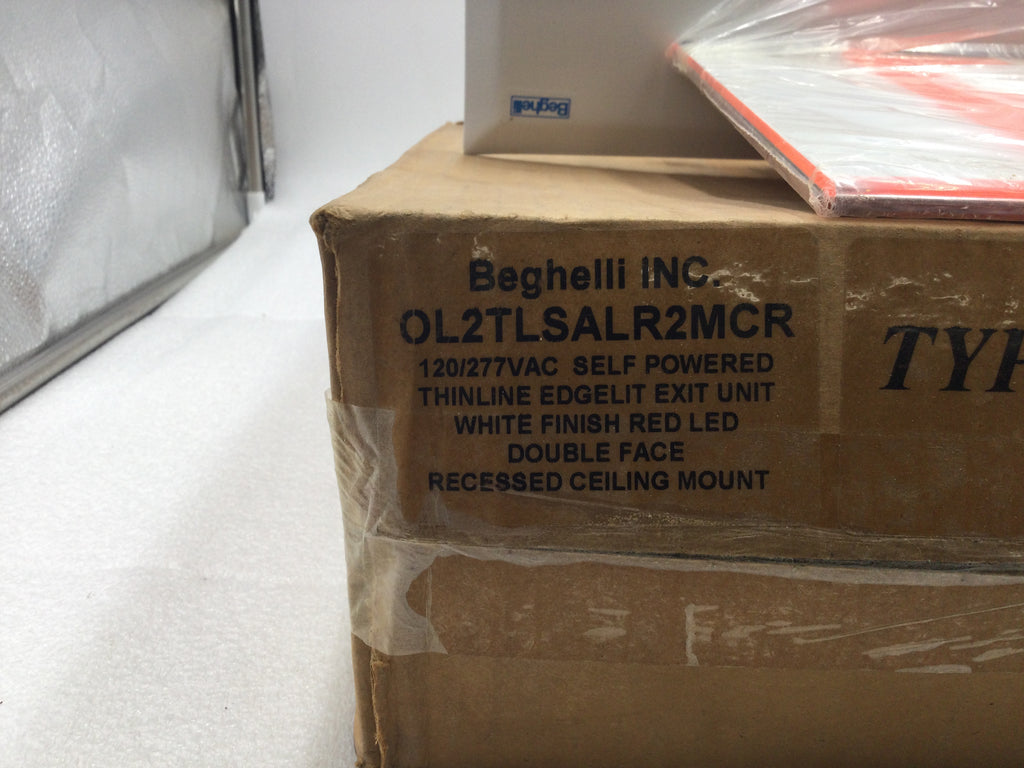 Beghelli
Beghelli INC.
OL2TLSALR2MCR
120/277VAC SELF POWERED
THINLINE EDGELIT EXIT UNIT
WHITE FINISH RED LED
DOUBLE FACE
RECESSED CEILING MOUNT